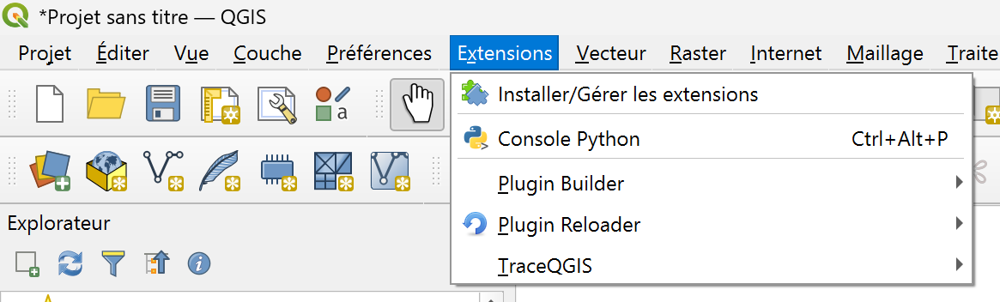 *Projet sans titre — QGIS
Projet Éditer Vue Couche Préférences Extensions Vecteur Raster Internet Maillage Traite
Installer/Gérer les extensions
Console Python Ctrl+Alt+P
Plugin Builder
Plugin Reloader
TraceQGIS
a
Explorateur